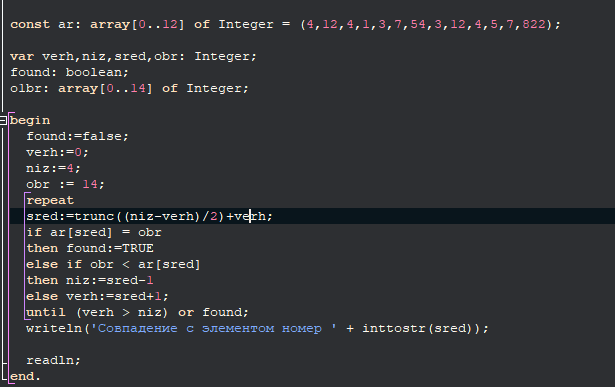 const ar: array[0..12] of Integer = (4,12,4,1,3,7,54,3,12,4,5,7,822);
var verh,niz,sred,obr: Integer;
found: boolean;
olbr: array[0..14] of Integer;
begin
found:=false;
verh:=0;
niz:=4;
obr := 14;
repeat
sred:=trunc((niz-verh)/2)+verh;
if ar[sred] = obr
then found:=TRUE
else if obr < ar[sred]
then niz:=sred-1
else verh:=sred+1;
until (verh > niz) or found;
writeln('Совпадение с элементом номер ' + inttostr(sred));
readln;
end.